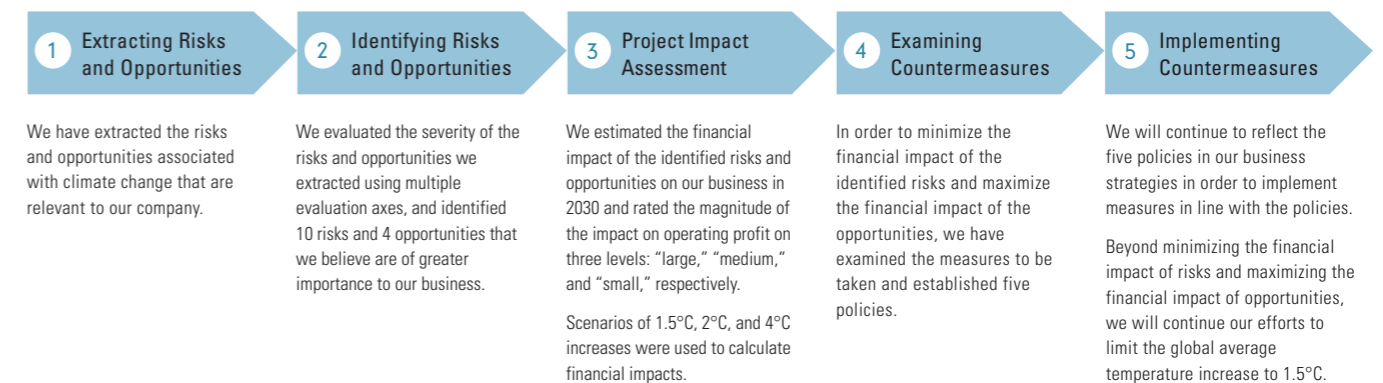 1
Extracting Risks
and Opportunities
We have extracted the risks
and opportunities associated
with climate change that are
relevant to our company.
2
Identifying Risks
and Opportunities
We evaluated the severity of the
risks and opportunities we
extracted using multiple
evaluation axes, and identified
10 risks and 4 opportunities that
we believe are of greater
importance to our business.
3
Project Impact
Assessment
We estimated the financial
impact of the identified risks and
opportunities on our business in
2030 and rated the magnitude of
the impact on operating profit on
three levels: “large,” “medium,”
and “small,” respectively.
Scenarios of 1.5°C, 2°C, and 4°C
increases were used to calculate
financial impacts.
4
Examining
Countermeasures
In order to minimize the
financial impact of the
identified risks and maximize
the financial impact of the
opportunities, we have
examined the measures to be
taken and established five
policies.
5
Implementing
Countermeasures
We will continue to reflect the
five policies in our business
strategies in order to implement
measures in line with the policies.
Beyond minimizing the financial
impact of risks and maximizing the
financial impact of opportunities,
we will continue our efforts to
limit the global average
temperature increase to 1.5°C.